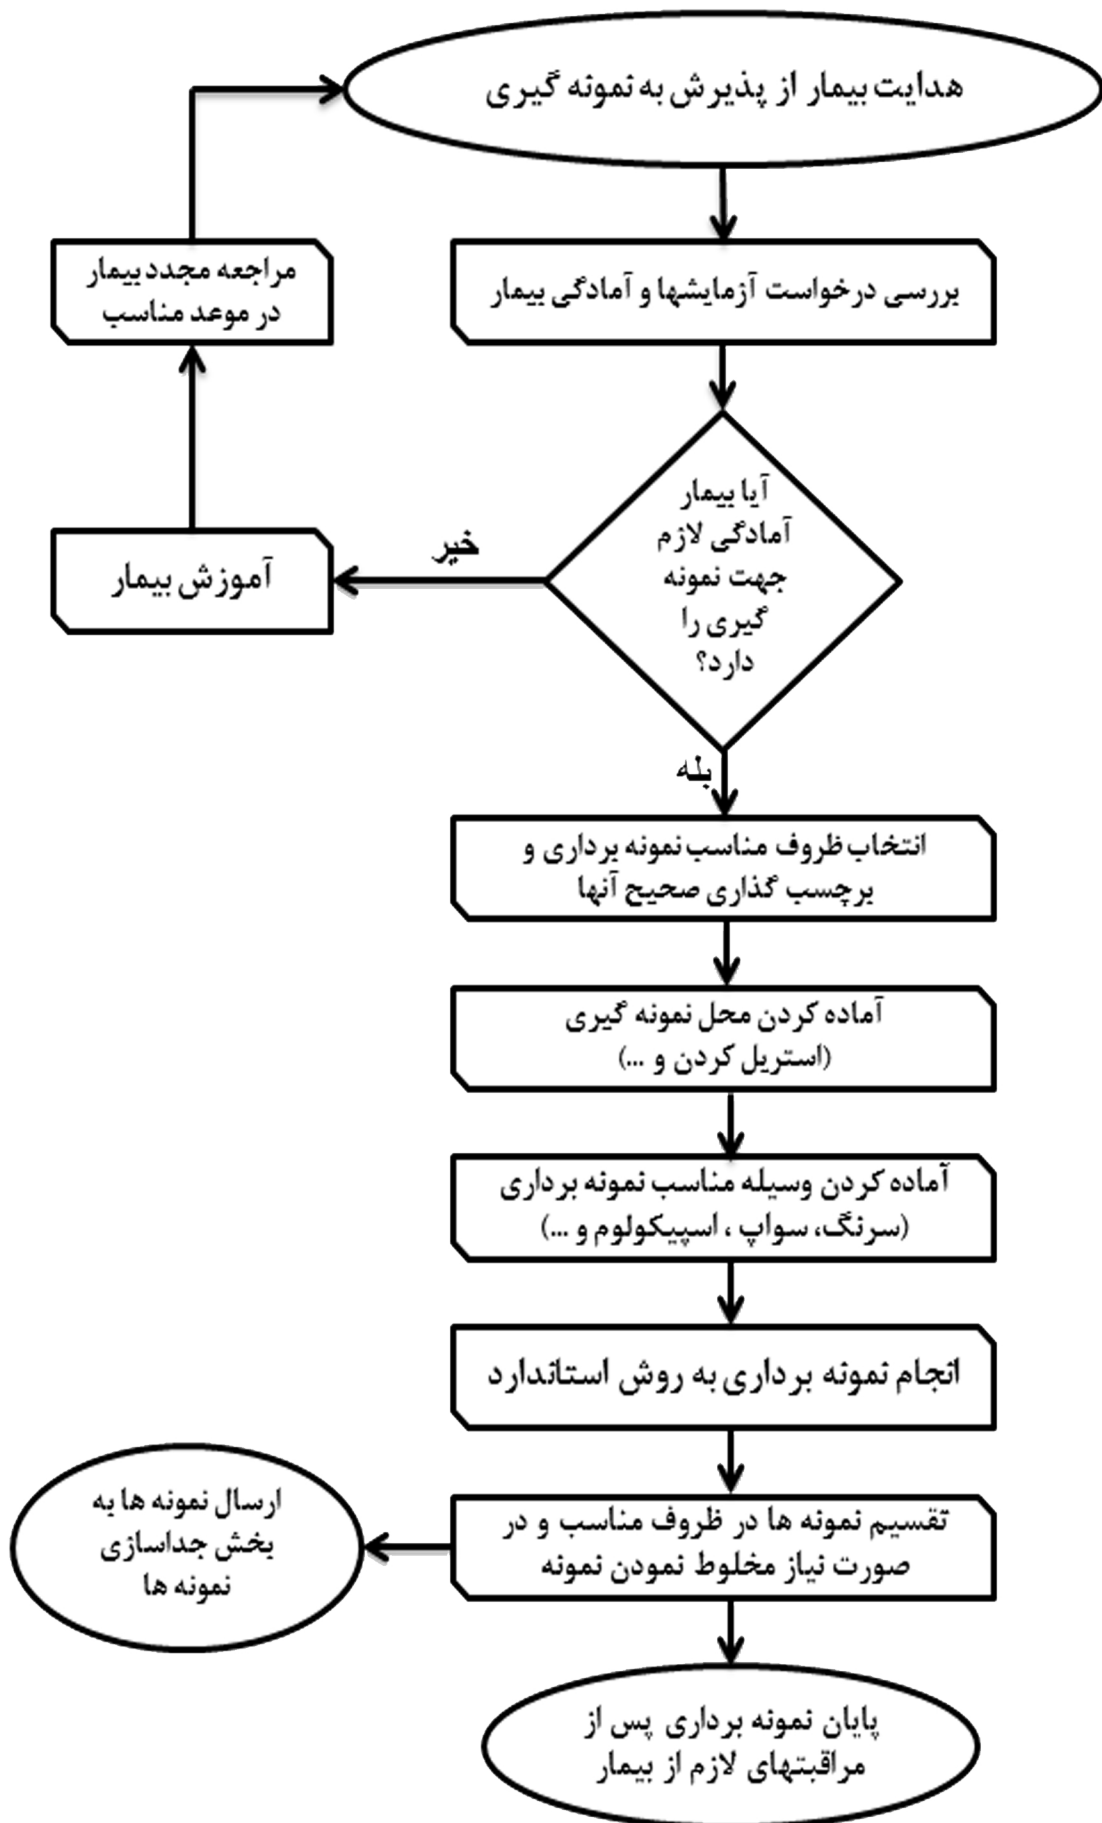 هدایت بیمار از پذیرش به نمونه گیری
بررسی درخواست آزمایشها و آمادگی بیمار
مراجعه مجدد بیمار
در موعد مناسب
آیا بیمار
آمادگی لازم
جهت نمونه
گیری را
دارد؟
خیر
آموزش بیمار
بله
انتخاب ظروف مناسب نمونه برداری و
برچسب گذاری صحیح آنها
آماده کردن محل نمونه گیری
(استریل کردن و ...)
آماده کردن وسیله مناسب نمونه برداری
(سرنگ، سواپ ، اسپیکولوم و ...)
انجام نمونه برداری به روش استاندارد
تقسیم نمونه ها در ظروف مناسب و در
صورت نیاز مخلوط نمودن نمونه
ارسال نمونه ها به
بخش جداسازی
نمونه ها
پایان نمونه برداری پس از
مراقبتهای لازم از بیمار